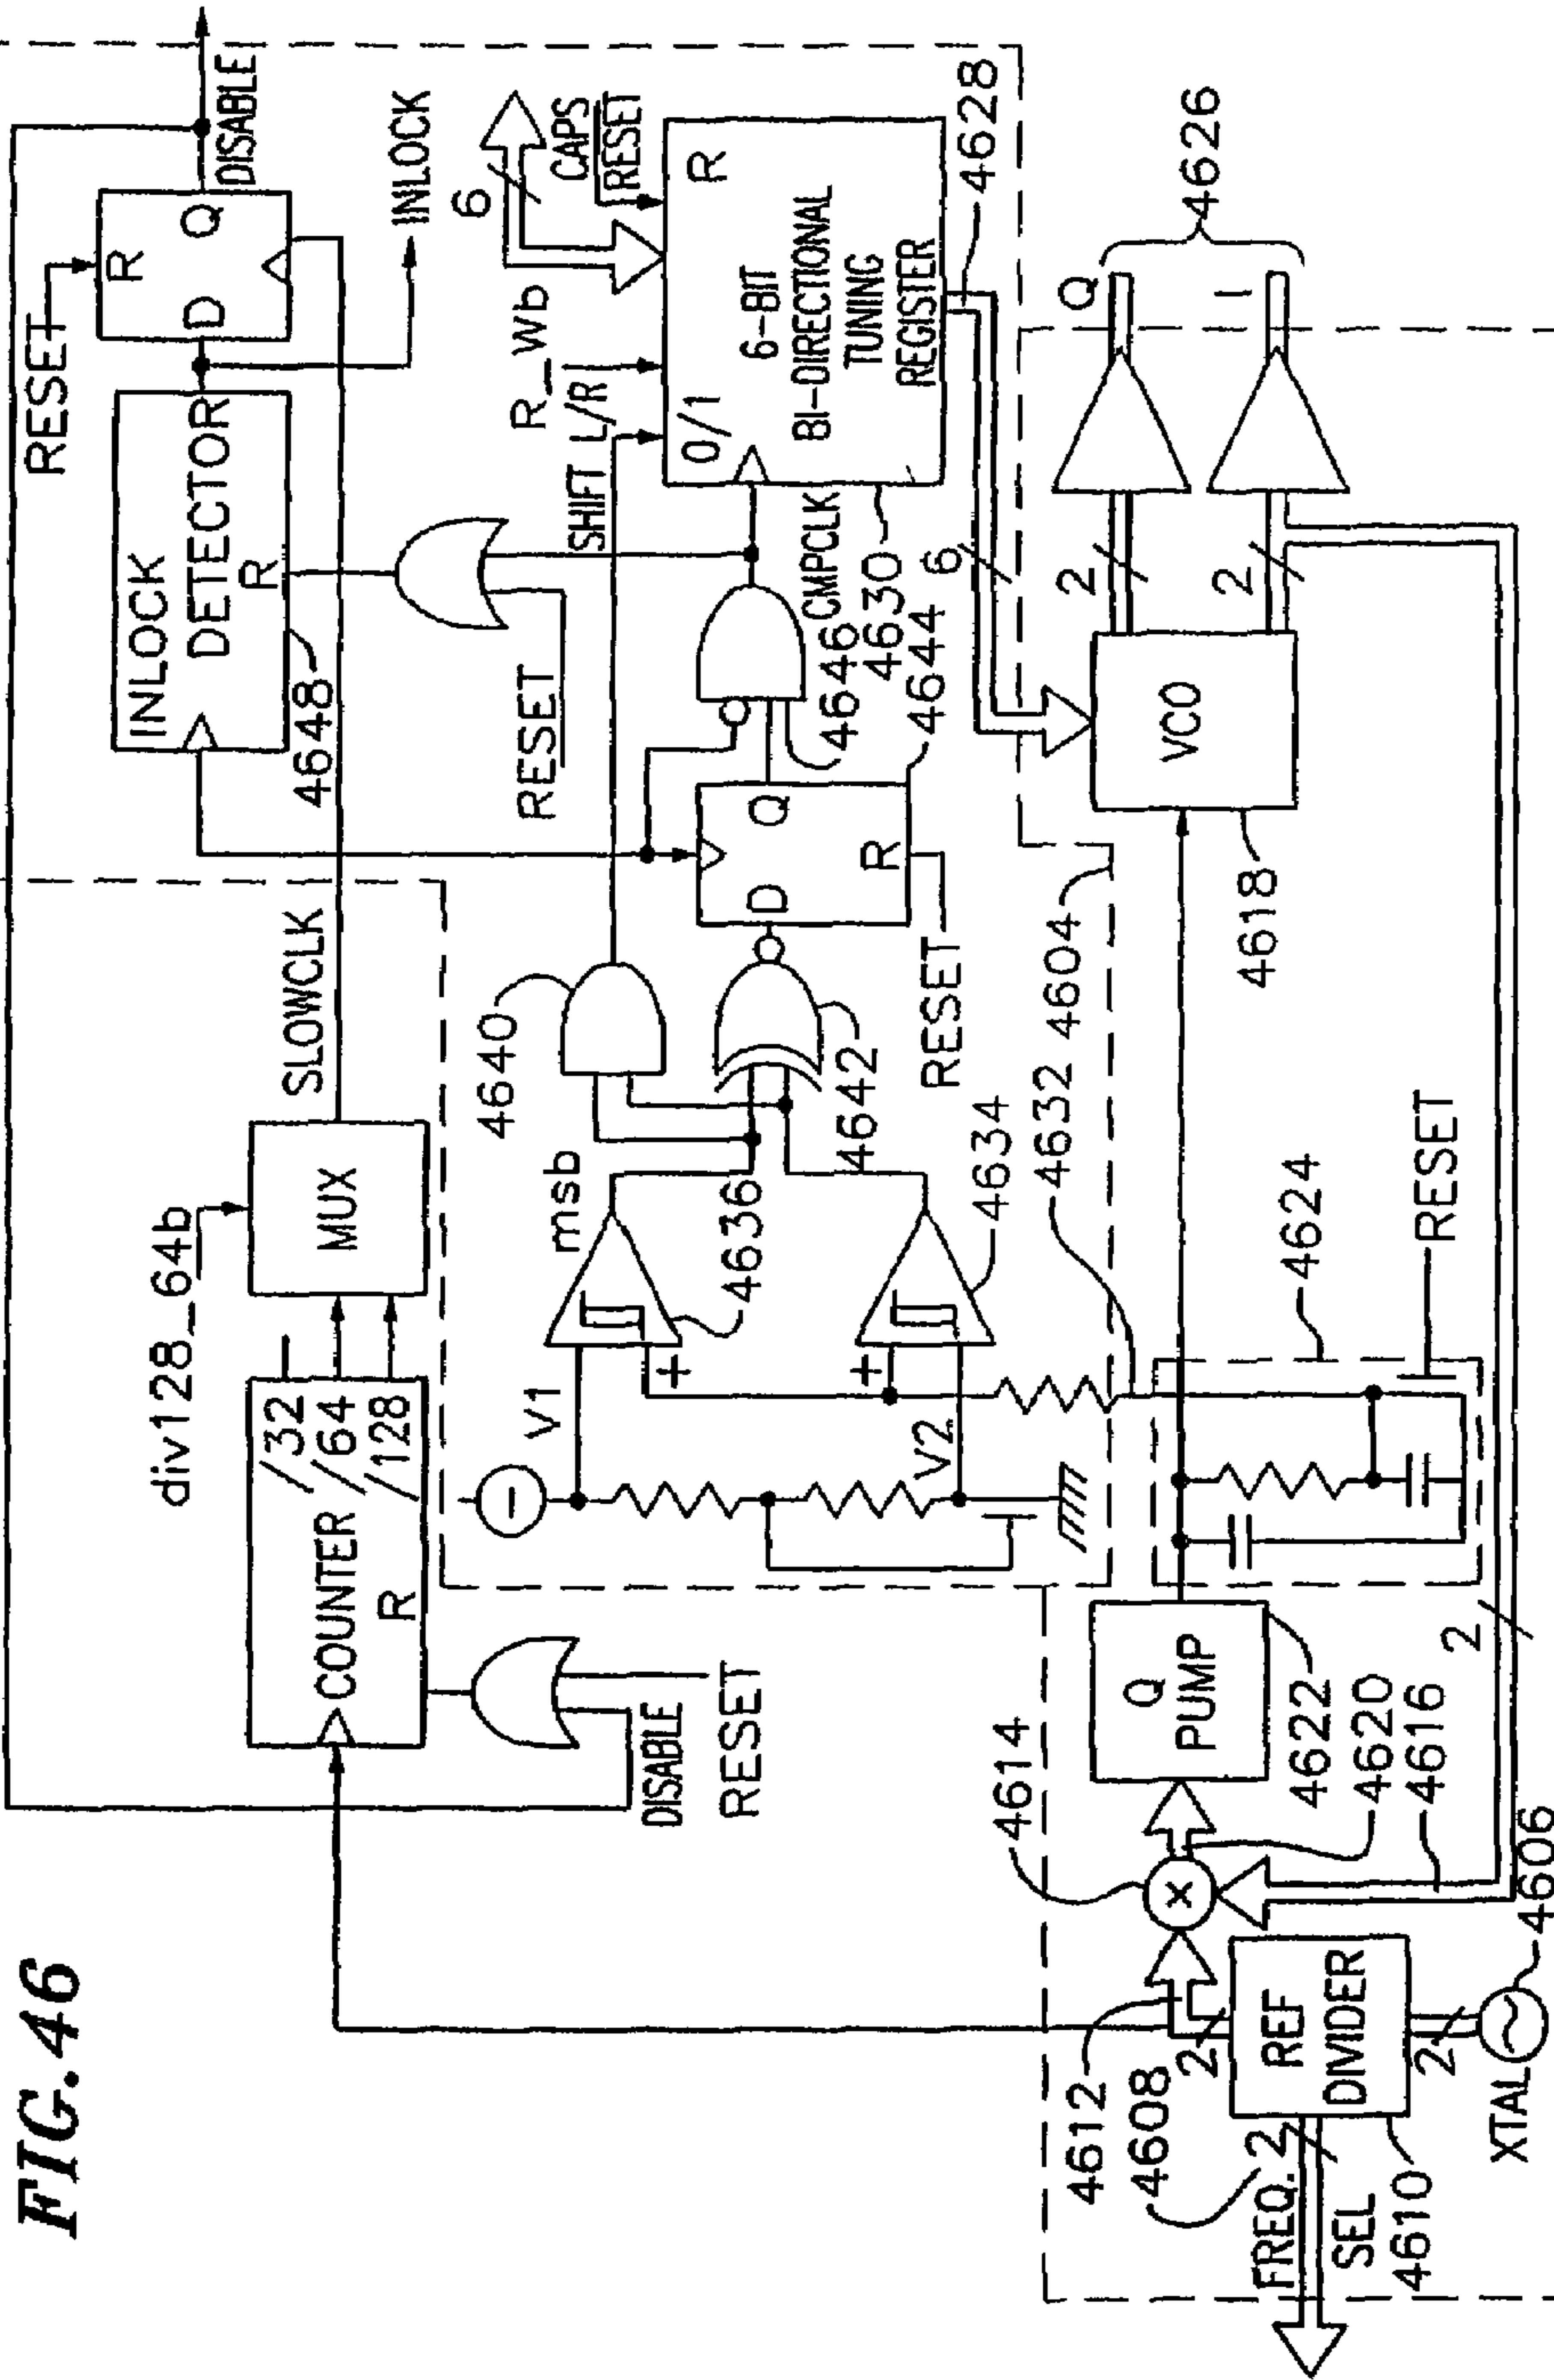 FIG.46
RESET
R
D
Q
DISABLE
INLOCK
INLOCK
DETECTOR
R
4648
SLOWCLK
div128_64b
MUX
COUNTER
/32
/64
/128
R
DISABLE
RESET
RESET
6
CAPS
RESET
R_Wb
SHIFT L/R
0/1
R
6-BIT
BI-DIRECTIONAL
TUNING
REGISTER
4628
CMPCLK
4646
4630
4644
6
D
Q
R
RESET
4640
4642
msb
4636
4634
V1
+
+
V2
4632
4604
Q
I
4626
2
2
VCO
4618
4624
RESET
Q
PUMP
4622
4620
4616
2
4614
X
4612
4608
2
REF
DIVIDER
FREQ. 2
SEL
4610
2
XTAL
4606